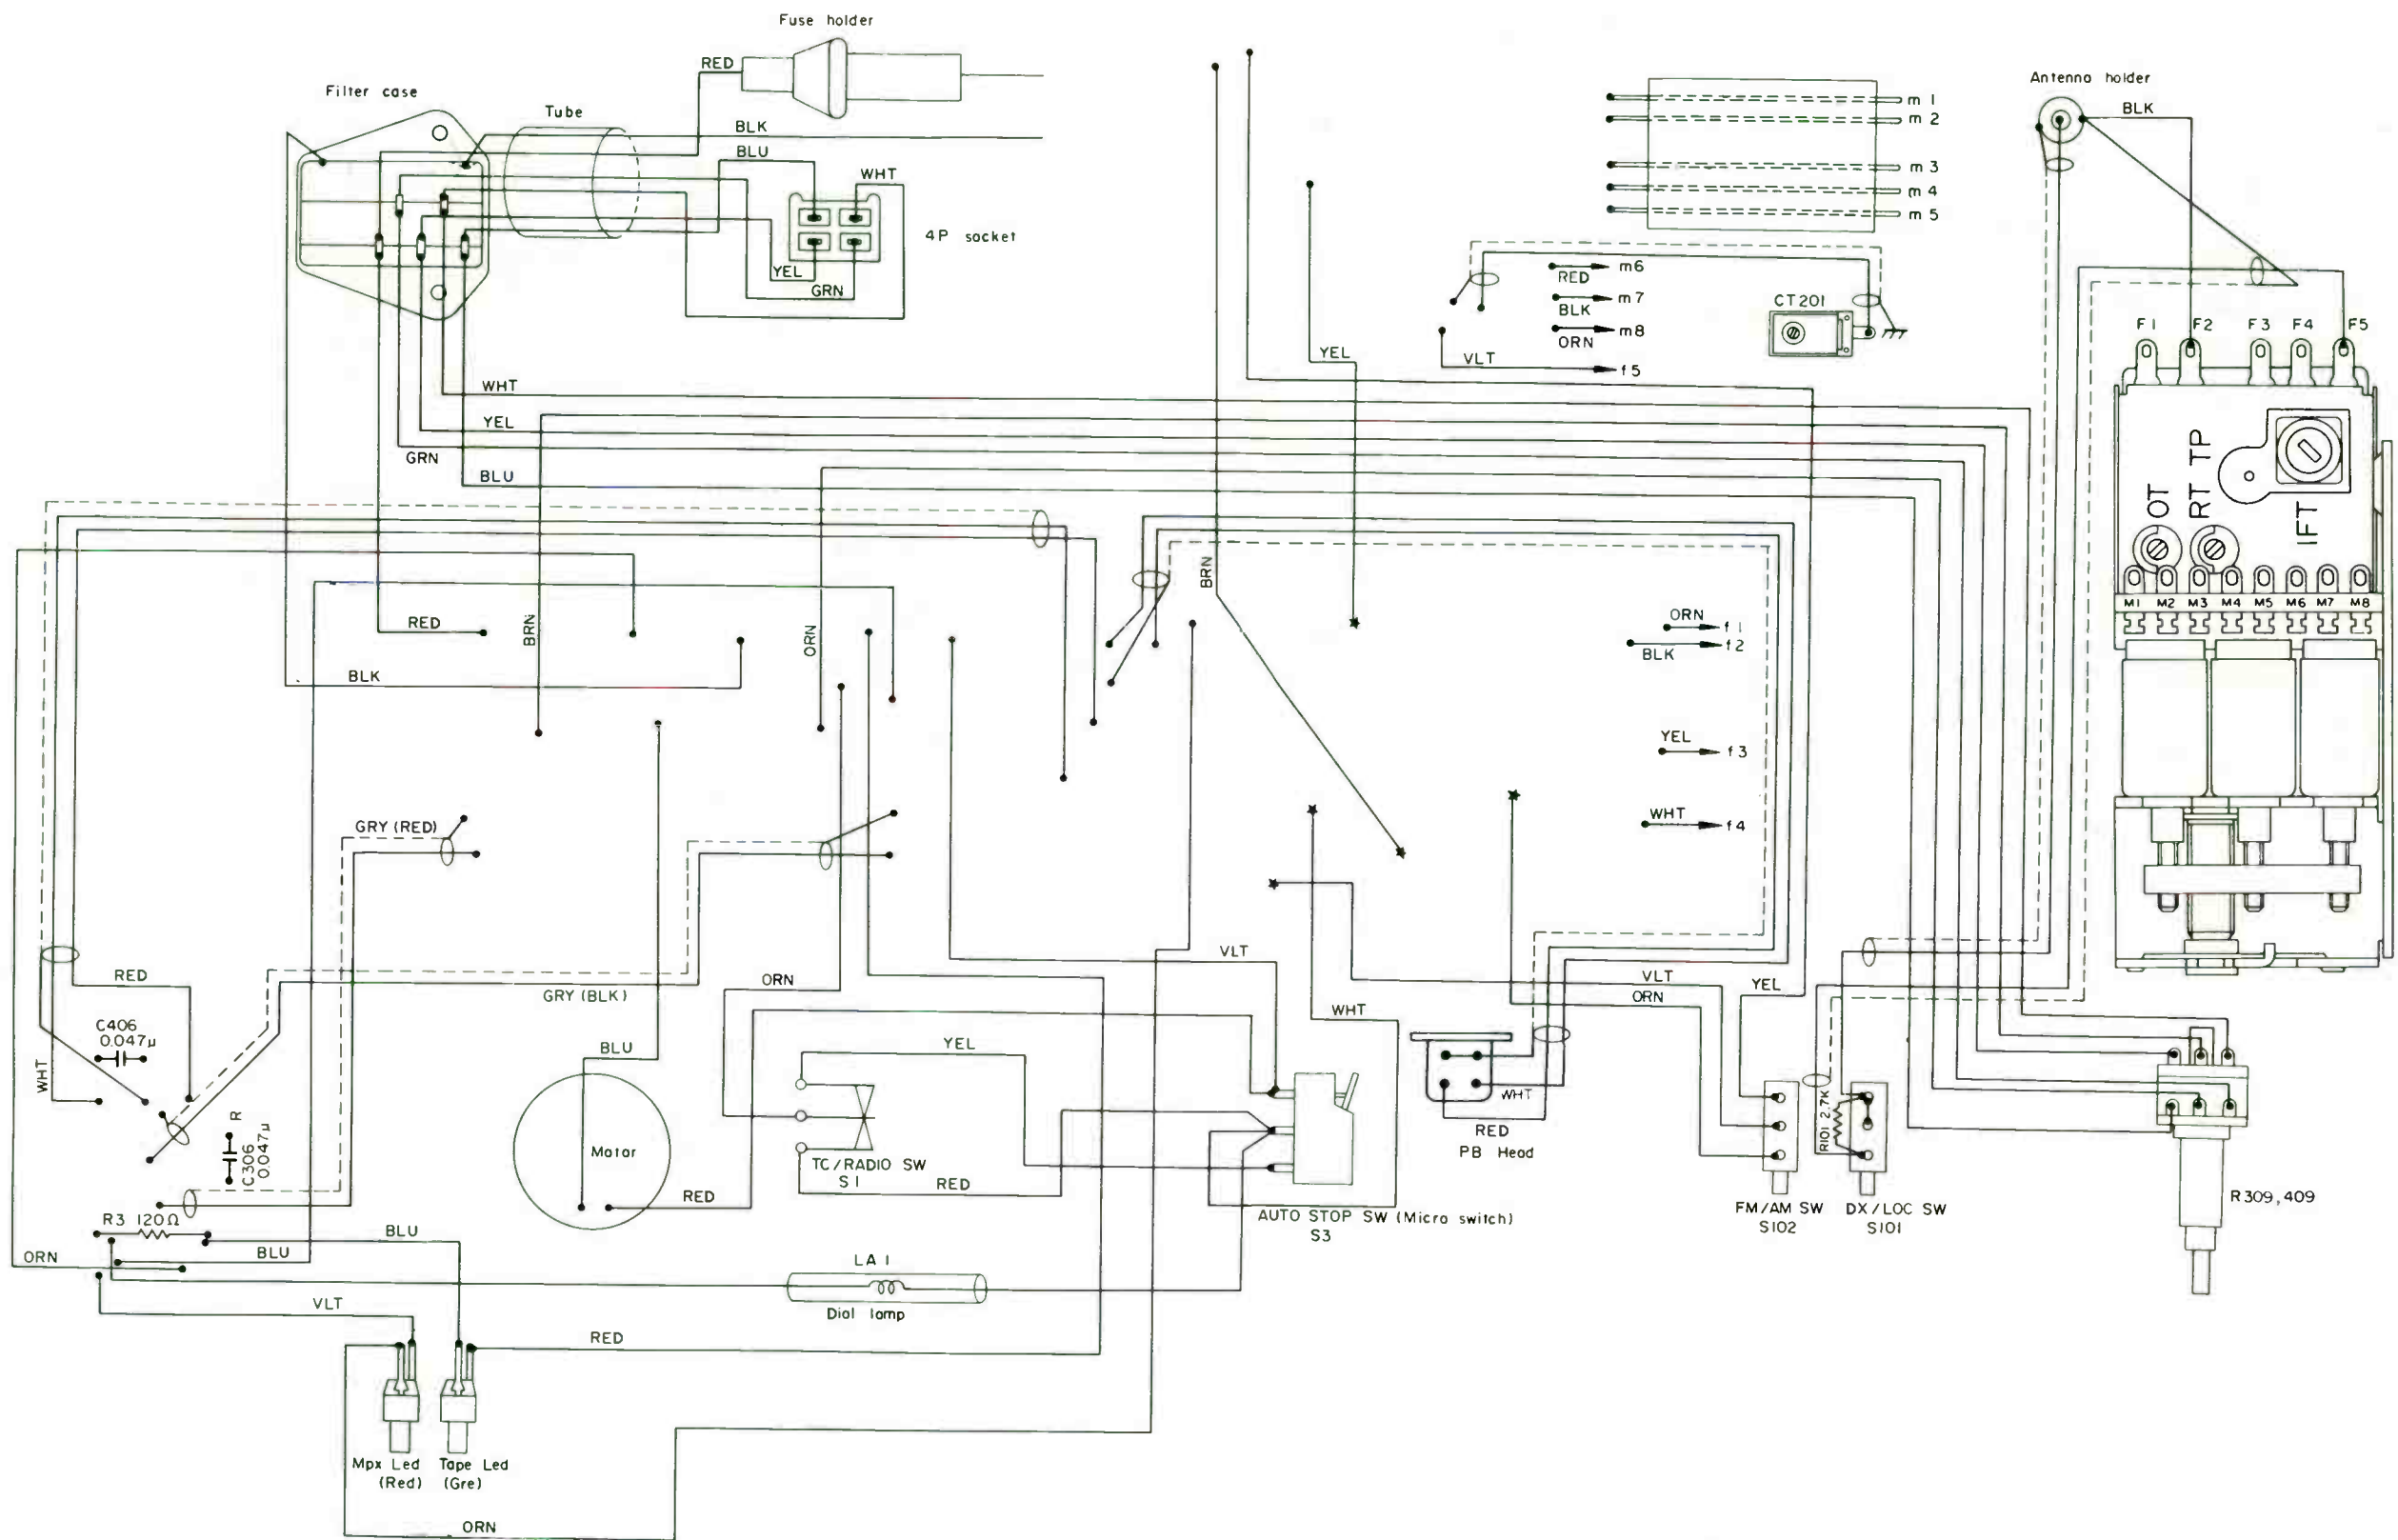 Fuse holder
RED
Filter case
Tube
BLK
BLU
WHT
4P socket
YEL
GRN
Antenno holder
BLK
m 1
m 2
m 3
m 4
m 5
m6
RED
m7
BLK
m8
ORN
VLT
f5
CT201
YEL
F1 F2 F3 F4 F5
WHT
YEL
GRN
BLU
OT
RT TP
IFT
M1 M2 M3 M4 M5 M6 M7 M8
BRN
BRN
ORN
RED
BLK
ORN
f1
f2
BLK
YEL
f3
WHT
f4
GRY (RED)
GRY (BLK)
RED
C406
0.047μ
WHT
R
C306
0.047μ
R3 120Ω
BLU
BLU
ORN
VLT
BLU
Motor
RED
ORN
YEL
TC/RADIO SW
S1
RED
VLT
WHT
AUTO STOP SW (Micro switch)
S3
VLT
ORN
YEL
WHT
RED
PB Head
R101 2.7K
FM/AM SW
S102
DX/LOC SW
S101
R309,409
LA 1
Dial lamp
RED
Mpx Led
(Red)
Tape Led
(Gre)
ORN